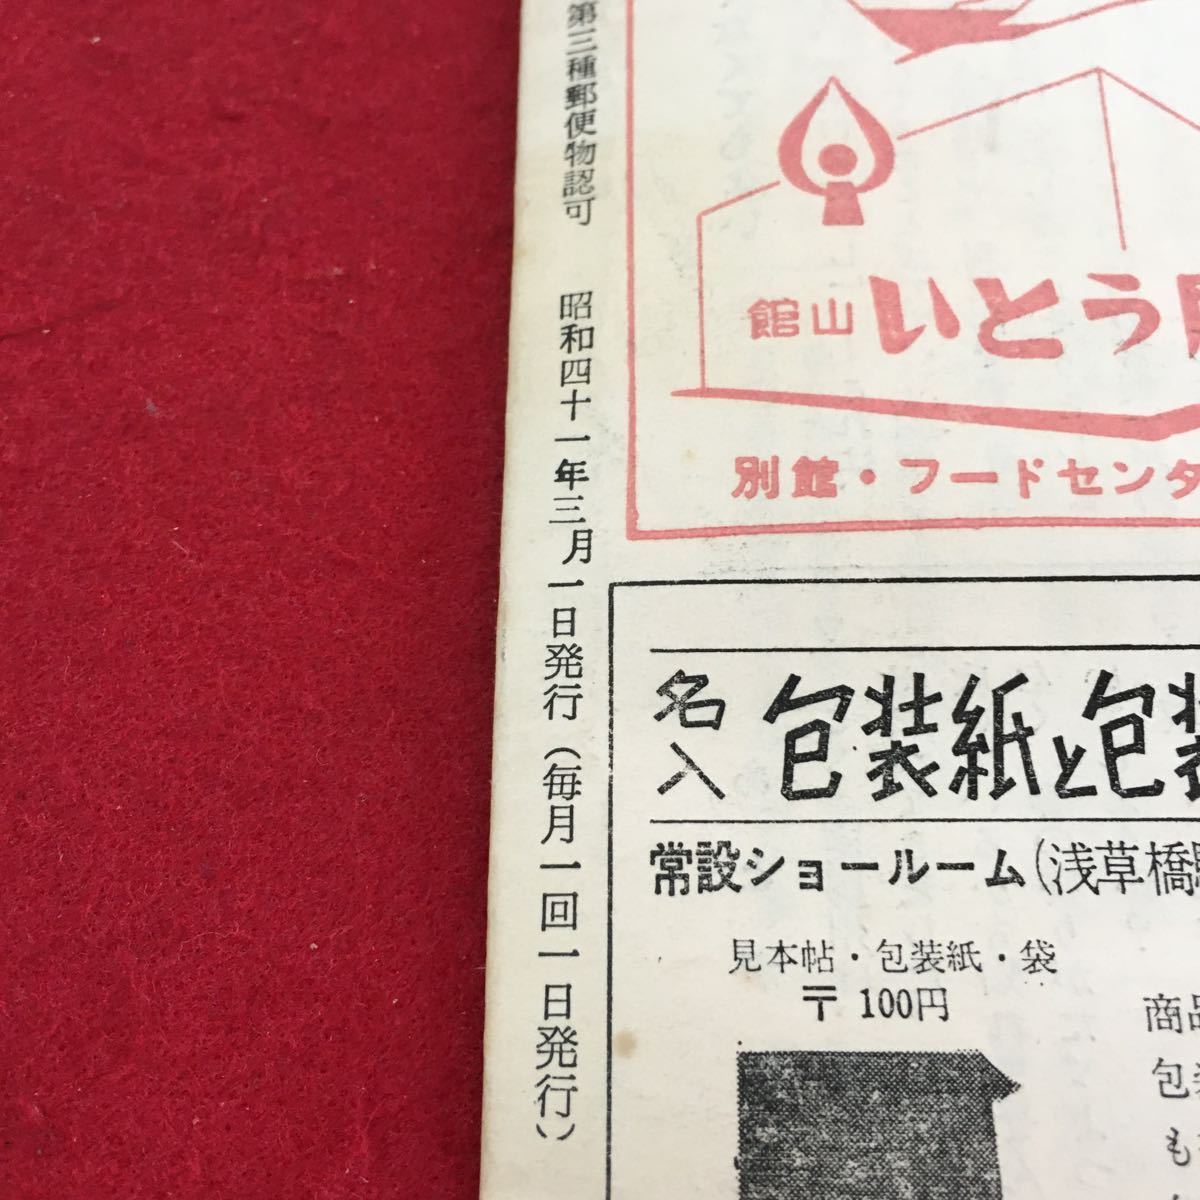 第三種郵便物認可 昭和四十一年三月一日発行（毎月一回一日発行）
館山 いとう
別館・フードセンタ
名入 包装紙と包装
常設ショールーム(浅草橋
見本帖・包装紙・袋
〒100円
商品
包装
も